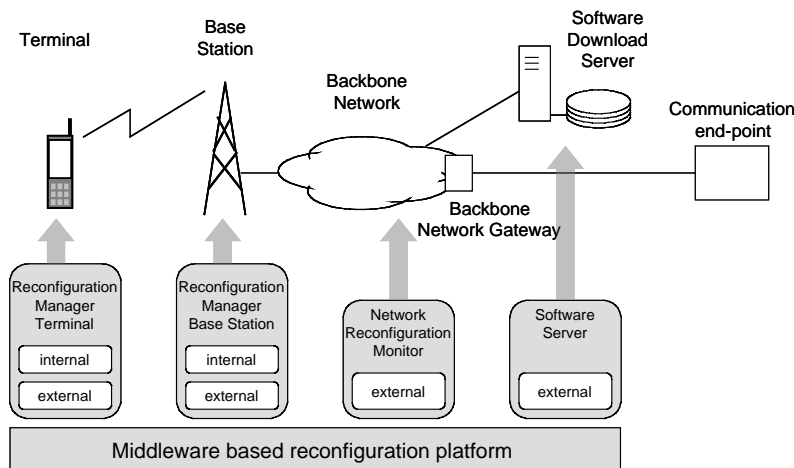 Terminal
Base
Station
Backbone
Network
Software
Download
Server
Communication
end-point
Backbone
Network Gateway
Reconfiguration
Manager
Terminal
internal
external
Reconfiguration
Manager
Base Station
internal
external
Network
Reconfiguration
Monitor
external
Software
Server
external
Middleware based reconfiguration platform